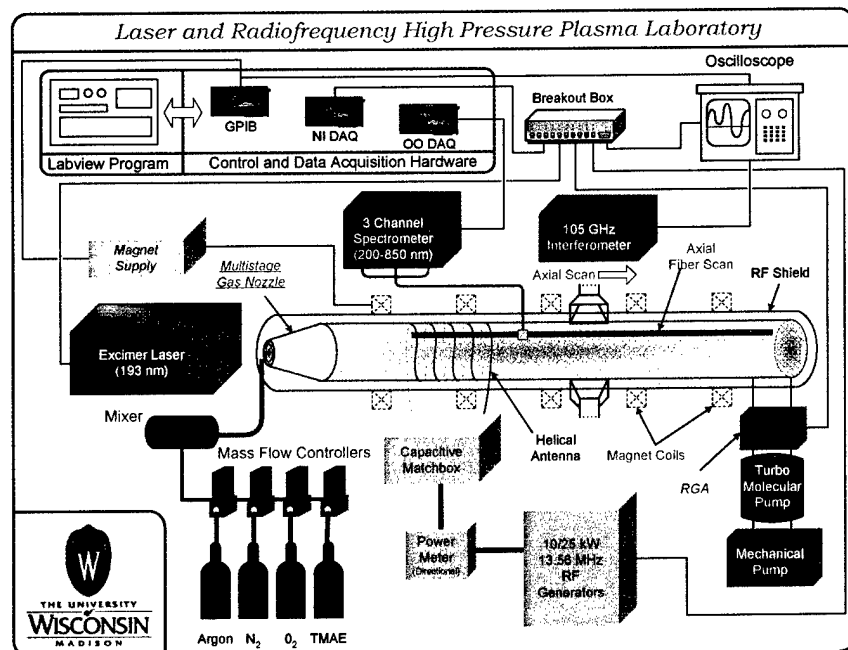 Laser and Radiofrequency High Pressure Plasma Laboratory
Oscilloscope
Breakout Box
GPIB
NI DAQ
OO DAQ
Labview Program
Control and Data Acquisition Hardware
3 Channel
Spectrometer
(200-850 nm)
105 GHz
Interferometer
Magnet
Supply
Multistage
Gas Nozzle
Axial Scan
Axial
Fiber Scan
RF Shield
Excimer Laser
(193 nm)
Mixer
Mass Flow Controllers
Capacitive
Matchbox
Helical
Antenna
Magnet Coils
RGA
Turbo
Molecular
Pump
Mechanical
Pump
Power
Meter
(Directional)
10/25 kW
13.56 MHz
RF
Generators
W
THE UNIVERSITY
of
WISCONSIN
MADISON
Argon N2 02 TMAE